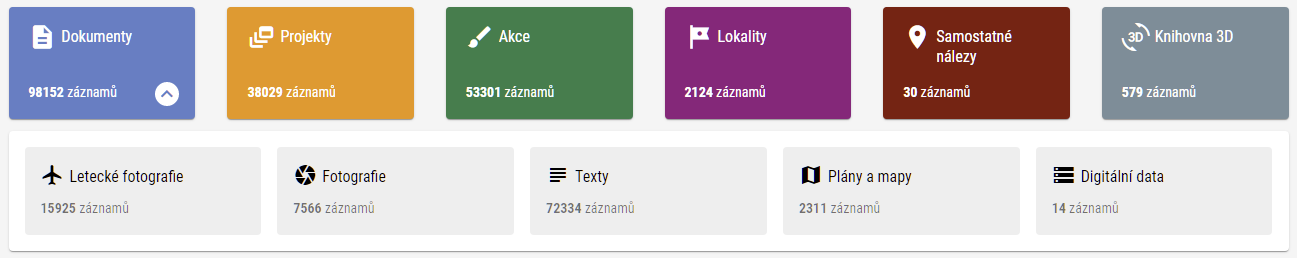 Dokumenty
98152 záznamů
Projekty
38029 záznamů
Akce
53301 záznamů
Lokality
2124 záznamů
Samostatné
nálezy
30 záznamů
3D
Knihovna 3D
579 záznamů
Letecké fotografie
15925 záznamů
Fotografie
7566 záznamů
Texty
72334 záznamů
Plány a mapy
2311 záznamů
Digitální data
14 záznamů